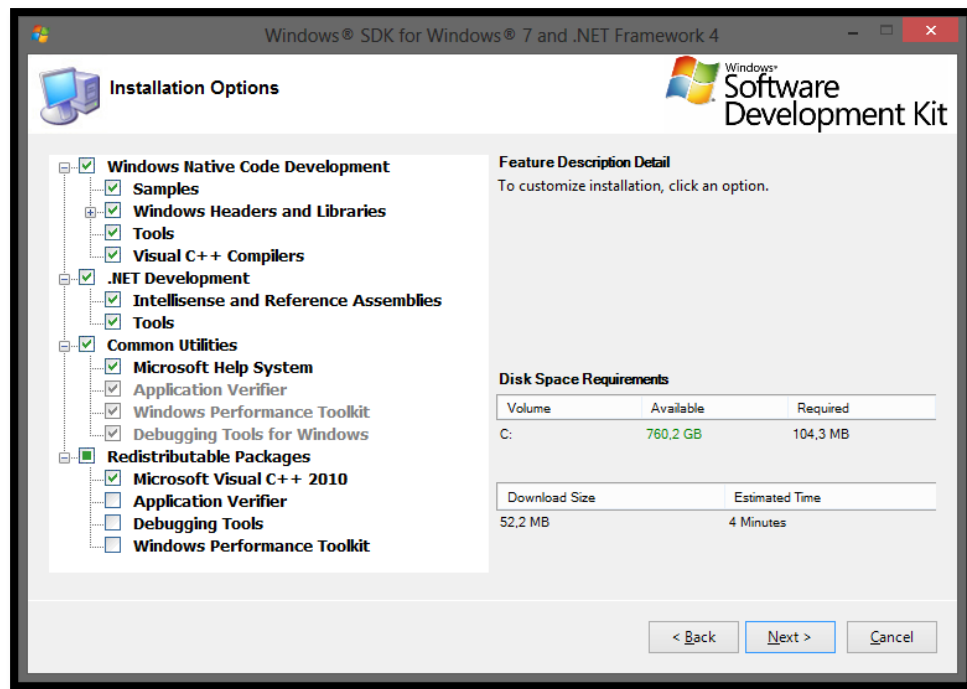 Windows® SDK for Windows® 7 and .NET Framework 4
Installation Options
Windows®
Software
Development Kit
Windows Native Code Development
Samples
Windows Headers and Libraries
Tools
Visual C++ Compilers
.NET Development
Intellisense and Reference Assemblies
Tools
Common Utilities
Microsoft Help System
Application Verifier
Windows Performance Toolkit
Debugging Tools for Windows
Redistributable Packages
Microsoft Visual C++ 2010
Application Verifier
Debugging Tools
Windows Performance Toolkit
Feature Description Detail
To customize installation, click an option.
Disk Space Requirements
Volume Available Required
C: 760,2 GB 104,3 MB
Download Size Estimated Time
52,2 MB 4 Minutes
< Back Next > Cancel